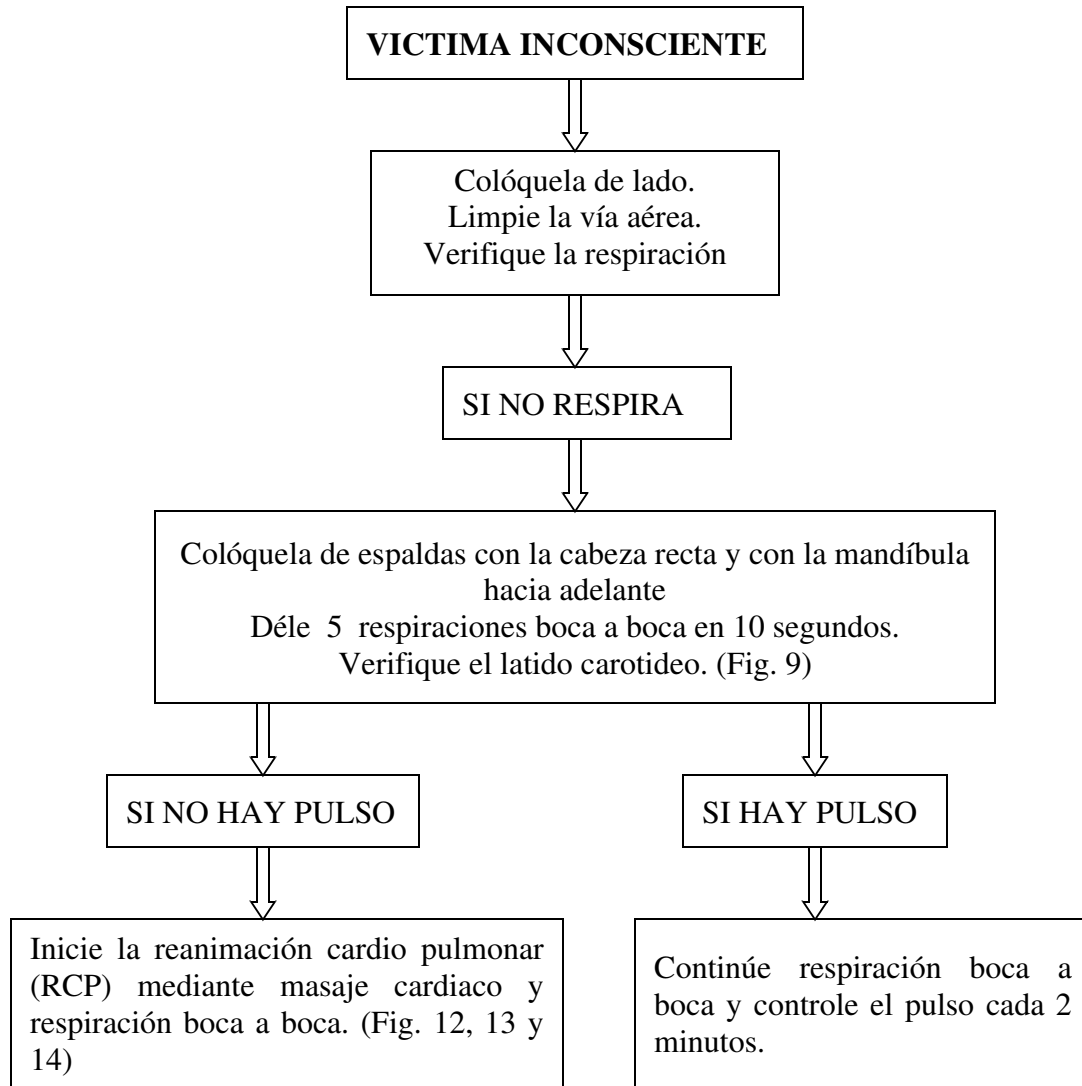 VICTIMA INCONSCIENTE
Colóquela de lado.
Limpie la vía aérea.
Verifique la respiración
SI NO RESPIRA
Colóquela de espaldas con la cabeza recta y con la mandíbula
hacia adelante
Déle 5 respiraciones boca a boca en 10 segundos.
Verifique el latido carotideo. (Fig. 9)
SI NO HAY PULSO
SI HAY PULSO
Inicie la reanimación cardio pulmonar
(RCP) mediante masaje cardiaco y
respiración boca a boca. (Fig. 12, 13 y
14)
Continúe respiración boca a
boca y controle el pulso cada 2
minutos.